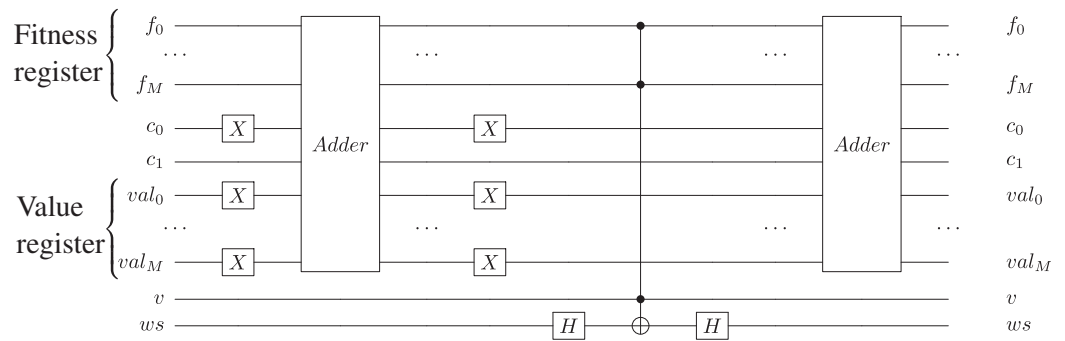 Fitness register f0 f0
... ... ... ...
fM fM
c0 X X c0
Adder Adder
c1 c1
Value register val0 X X val0
... ... ... ...
valM X X valM
v v
ws H H ws